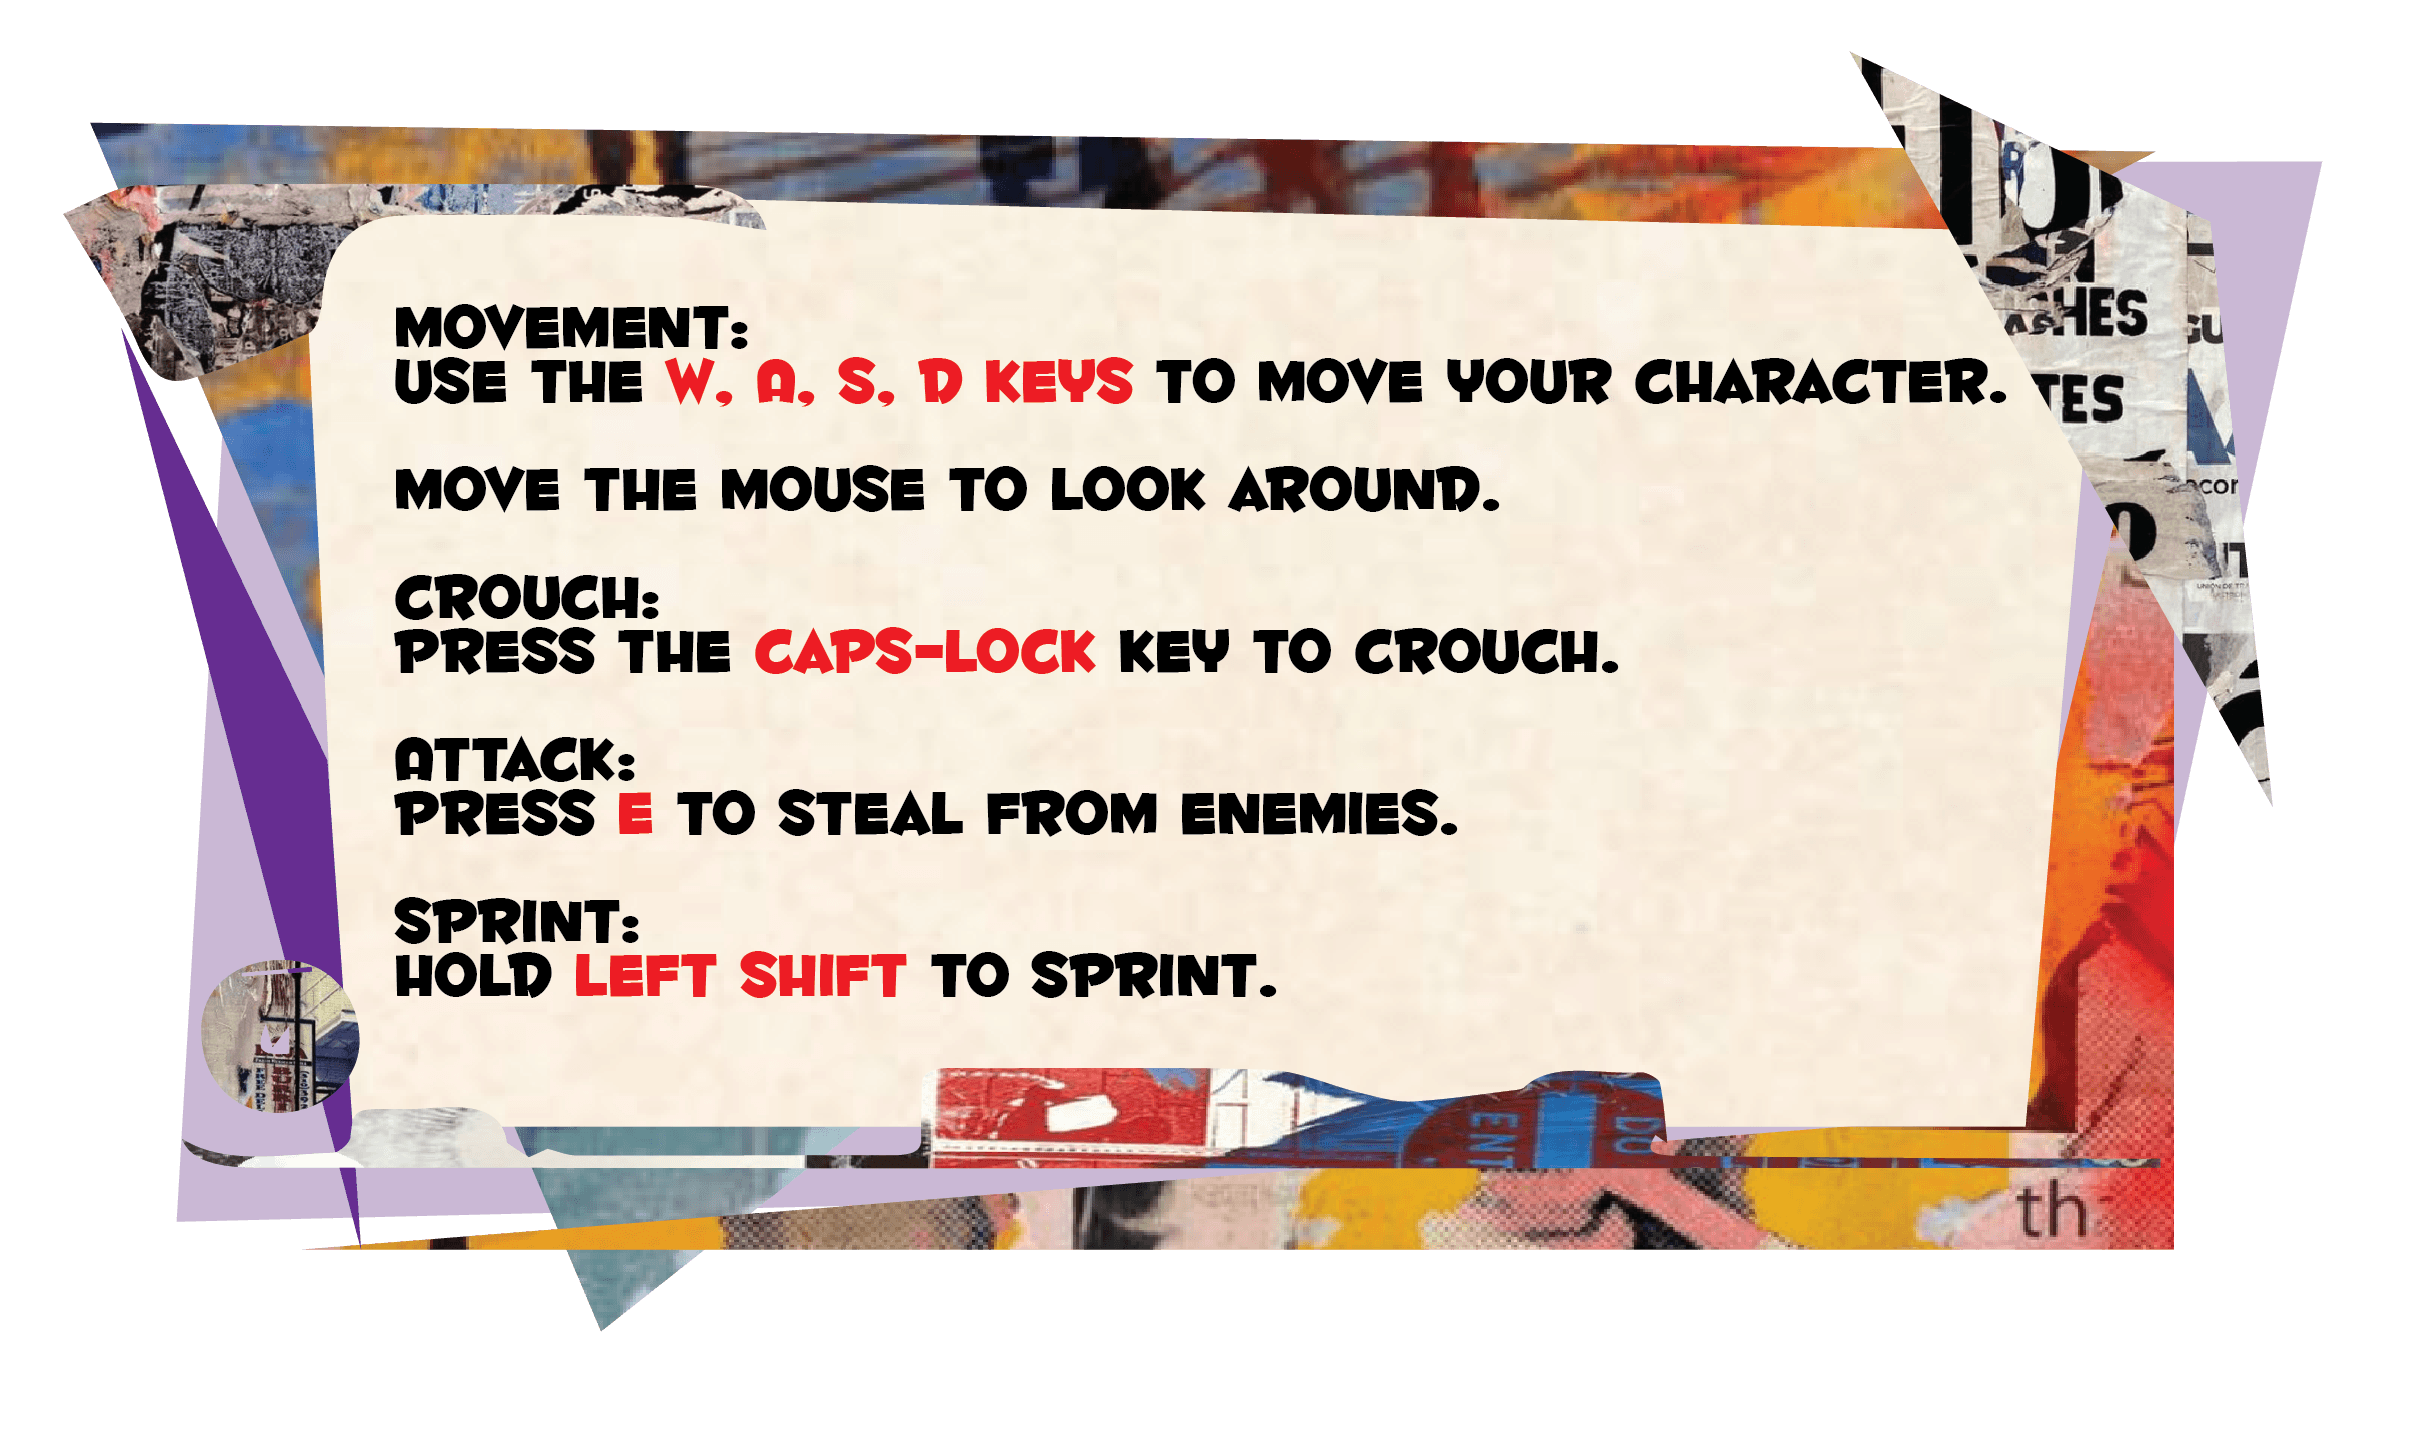 MOVEMENT:
USE THE W, A, S, D KEYS TO MOVE YOUR CHARACTER.
MOVE THE MOUSE TO LOOK AROUND.
CROUCH:
PRESS THE CAPS-LOCK KEY TO CROUCH.
ATTACK:
PRESS E TO STEAL FROM ENEMIES.
SPRINT:
HOLD LEFT SHIFT TO SPRINT.
th